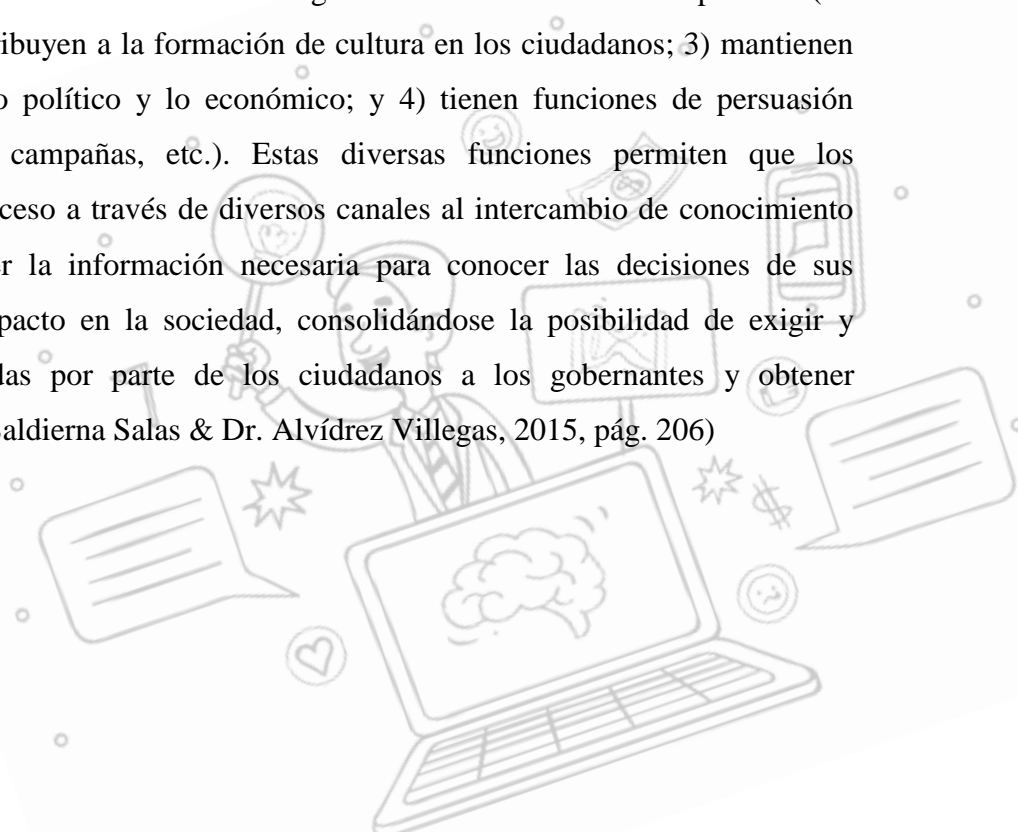 ribuyen a la formación de cultura en los ciudadanos; 3) mantienen
o político y lo económico; y 4) tienen funciones de persuasión
campañas, etc.). Estas diversas funciones permiten que los
ceso a través de diversos canales al intercambio de conocimiento
r la información necesaria para conocer las decisiones de sus
pacto en la sociedad, consolidándose la posibilidad de exigir y
das por parte de los ciudadanos a los gobernantes y obtener
aldierna Salas & Dr. Alvídrez Villegas, 2015, pág. 206)